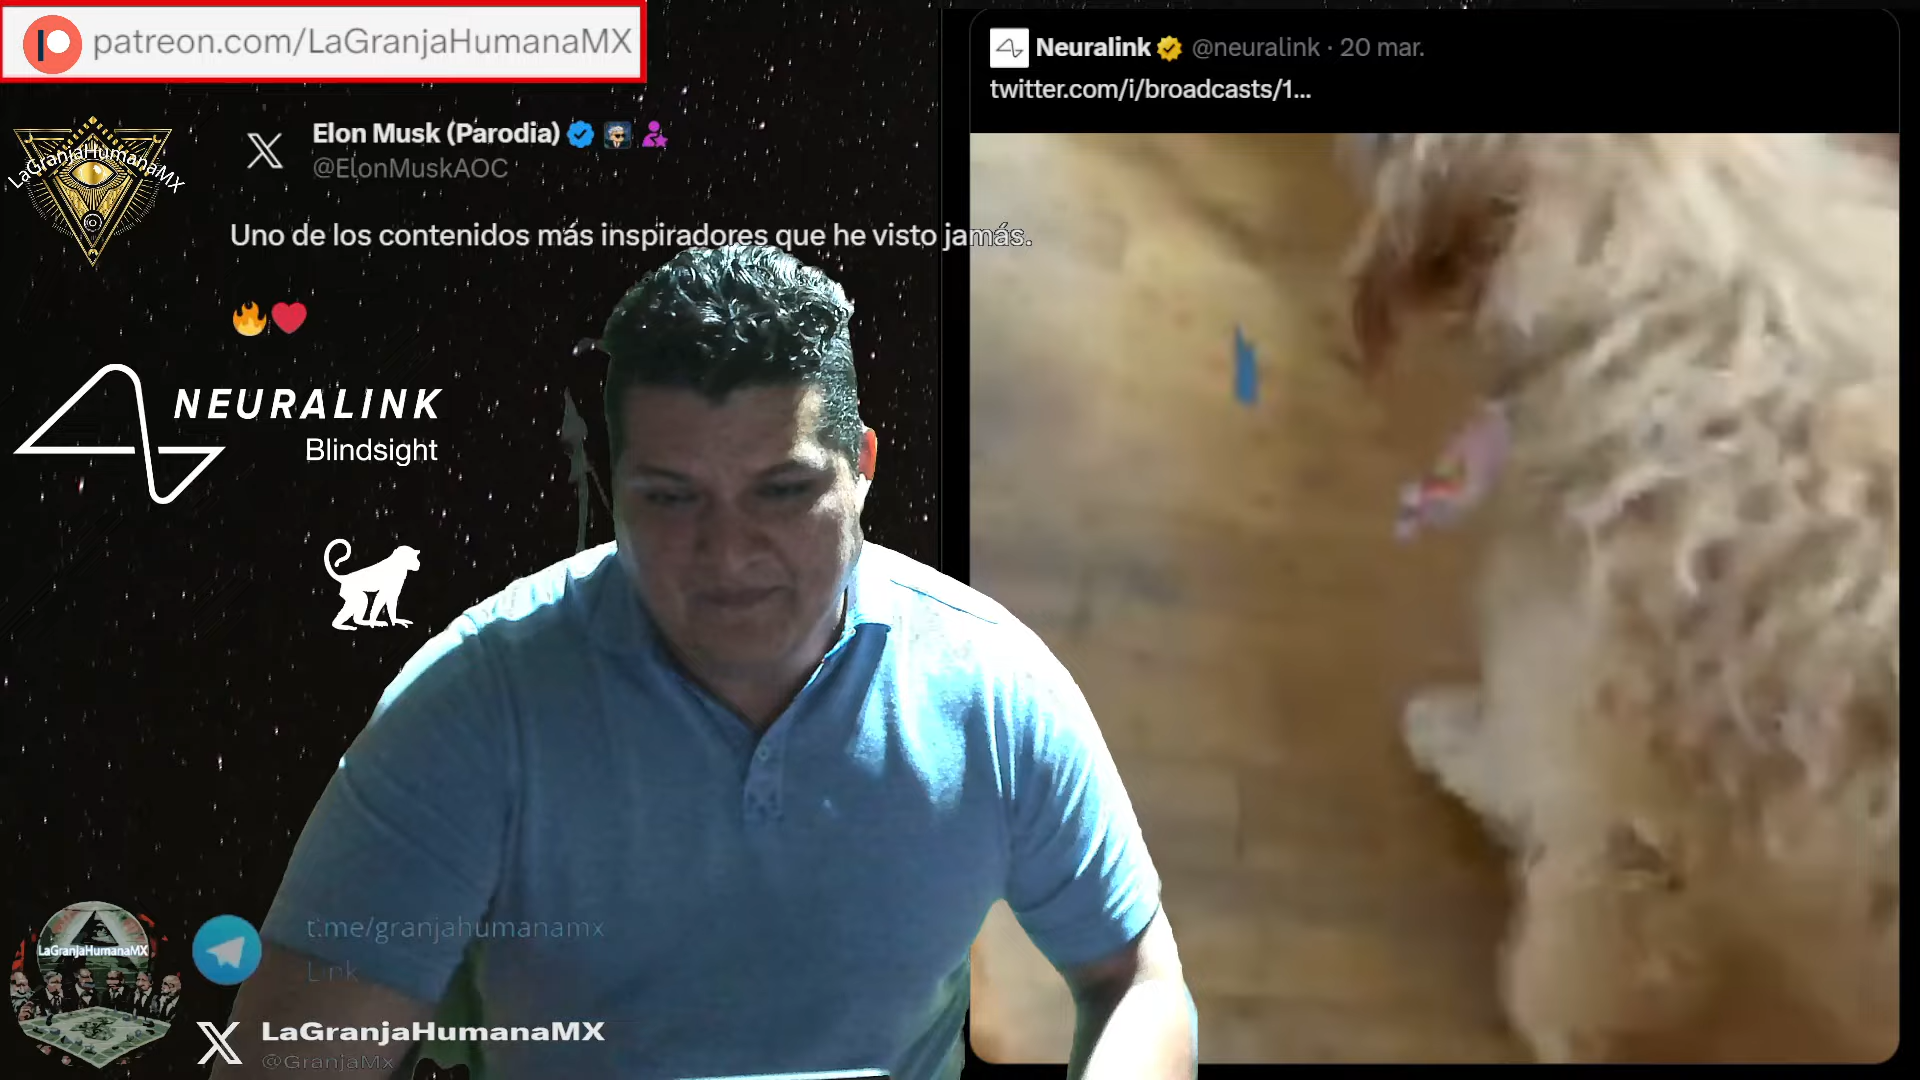 patreon.com/LaGranjaHumanaMX
LaGranjaHumanaMX
Elon Musk (Parodia)
@ElonMuskAOC
Uno de los contenidos más inspiradores que he visto jamás.
NEURALINK
Blindsight
Neuralink @neuralink · 20 mar.
twitter.com/i/broadcasts/1...
LaGranjaHumanaMX
t.me/granjahumanamx
Link
LaGranjaHumanaMX
@GranjaMx